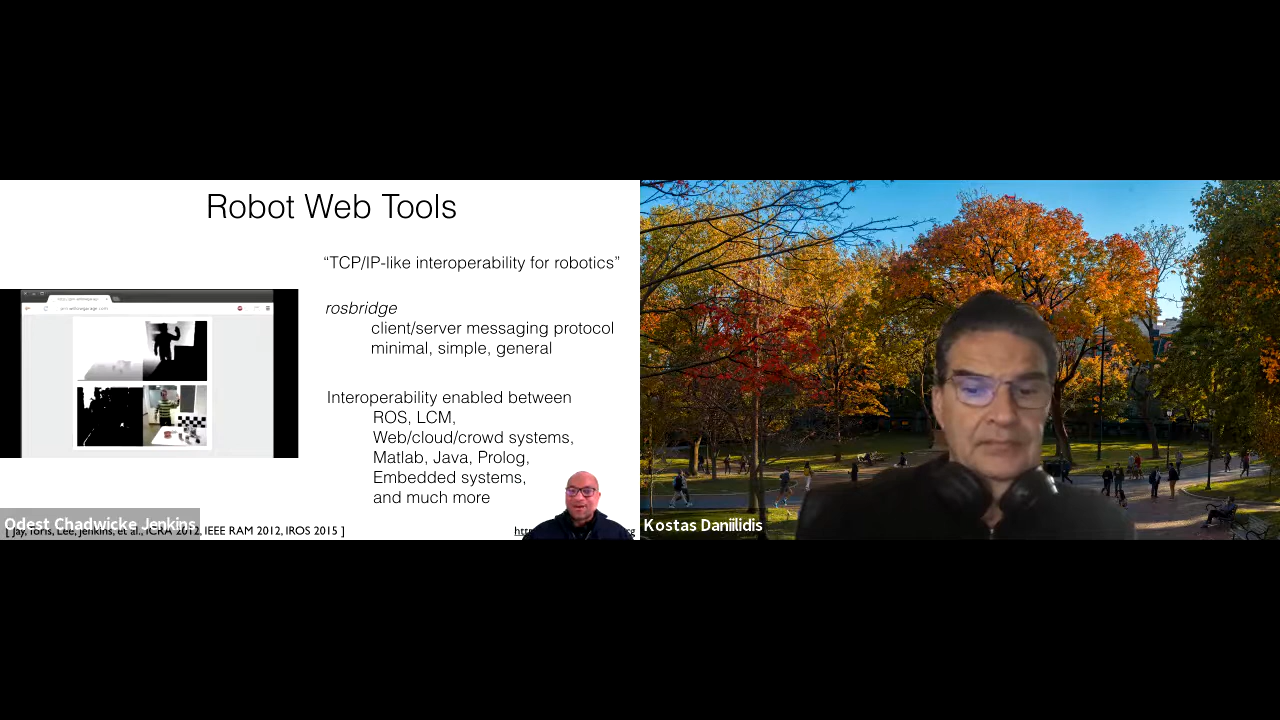 Robot Web Tools
“TCP/IP-like interoperability for robotics”
rosbridge
client/server messaging protocol
minimal, simple, general
Interoperability enabled between
ROS, LCM,
Web/cloud/crowd systems,
Matlab, Java, Prolog,
Embedded systems,
and much more
Odest Chadwicke Jenkins
[ Jay, Toris, Lee, Jenkins, et al., ICRA 2012, IEEE RAM 2012, IROS 2015 ]
Kostas Daniilidis